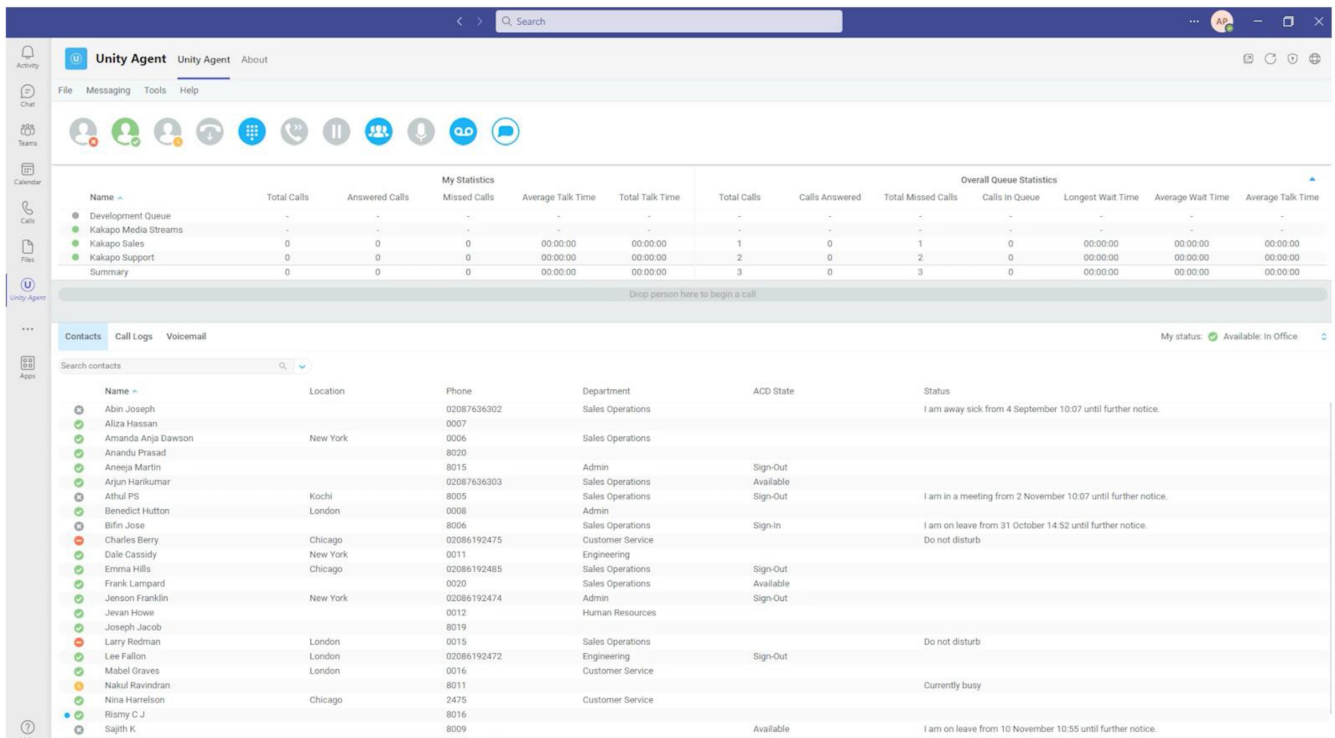 Search
... AP
Activity
Chat
Teams
Calendar
Calls
Files
Unity Agent
...
Apps
U Unity Agent Unity Agent About
File Messaging Tools Help
My Statistics Overall Queue Statistics
Name Total Calls Answered Calls Missed Calls Average Talk Time Total Talk Time Total Calls Calls Answered Total Missed Calls Calls In Queue Longest Wait Time Average Wait Time Average Talk Time
Development Queue - - - - - - - - - - - -
Kakapo Media Streams - - - - - - - - - - - -
Kakapo Sales 0 0 0 00:00:00 00:00:00 1 0 1 0 00:00:00 00:00:00 00:00:00
Kakapo Support 0 0 0 00:00:00 00:00:00 2 0 2 0 00:00:00 00:00:00 00:00:00
Summary 0 0 0 00:00:00 00:00:00 3 0 3 0 00:00:00 00:00:00 00:00:00
Drop person here to begin a call
Contacts Call Logs Voicemail My status: Available: In Office
Search contacts
Name Location Phone Department ACD State Status
Abin Joseph 02087636302 Sales Operations I am away sick from 4 September 10:07 until further notice.
Aliza Hassan 0007
Amanda Anja Dawson New York 0006 Sales Operations
Anandu Prasad 8020
Aneeja Martin 8015 Admin Sign-Out
Arjun Harikumar 02087636303 Sales Operations Available
Athul PS Kochi 8005 Sales Operations Sign-Out I am in a meeting from 2 November 10:07 until further notice.
Benedict Hutton London 0008 Admin
Bifin Jose 8006 Sales Operations Sign-In I am on leave from 31 October 14:52 until further notice.
Charles Berry Chicago 02086192475 Customer Service Do not disturb
Dale Cassidy New York 0011 Engineering
Emma Hills Chicago 02086192485 Sales Operations Sign-Out
Frank Lampard 0020 Sales Operations Available
Jenson Franklin New York 02086192474 Admin Sign-Out
Jevan Howe 0012 Human Resources
Joseph Jacob 8019
Larry Redman London 0015 Sales Operations Do not disturb
Lee Fallon London 02086192472 Engineering Sign-Out
Mabel Graves London 0016 Customer Service
Nakul Ravindran 8011 Currently busy
Nina Harrelson Chicago 2475 Customer Service
Rismy C J 8016
Sajith K 8009 Available I am on leave from 10 November 10:55 until further notice.